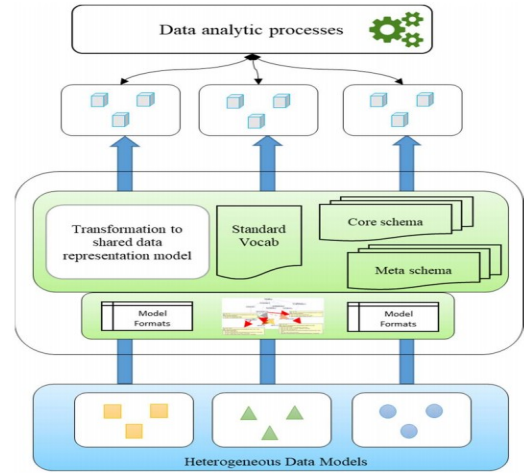 Data analytic processes
Transformation to
shared data
representation model
Standard
Vocab
Core schema
Meta schema
Model
Formats
Model
Formats
Heterogeneous Data Models